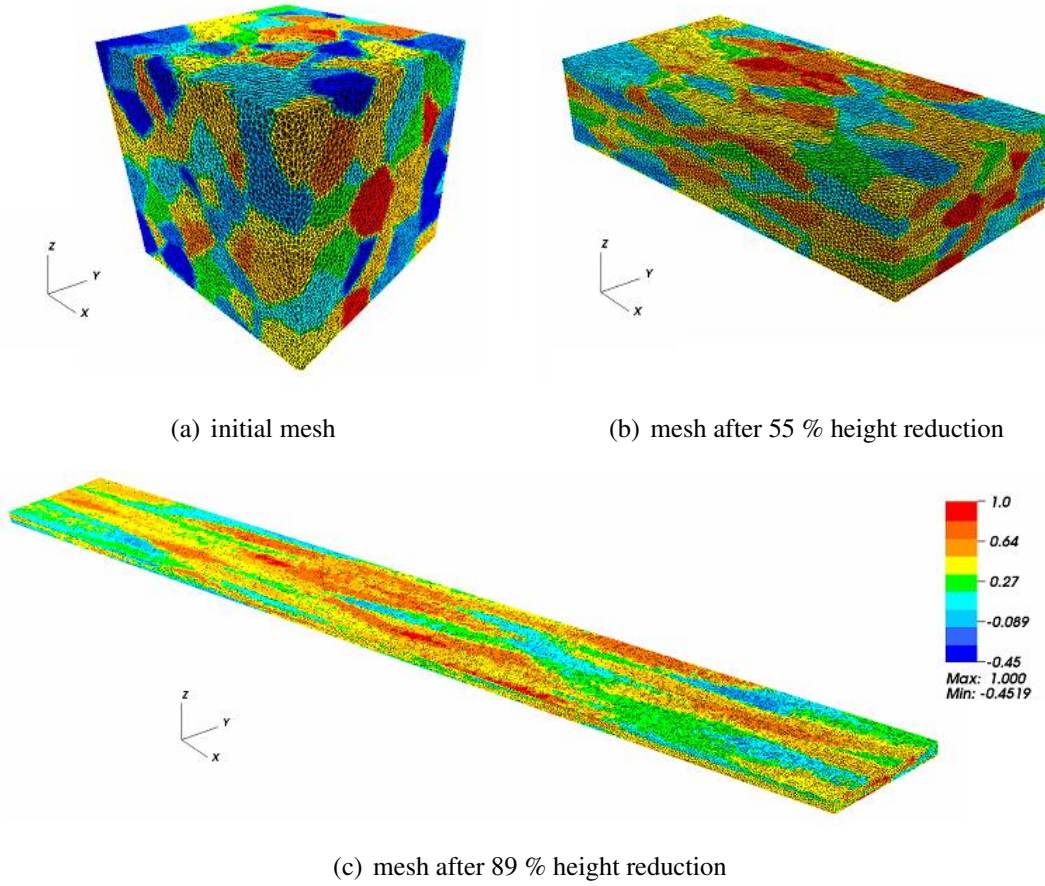 Z
Y
X
Z
Y
X
(a) initial mesh
(b) mesh after 55 % height reduction
1.0
0.64
0.27
-0.089
-0.45
Max: 1.000
Min: -0.4519
Z
Y
X
(c) mesh after 89 % height reduction